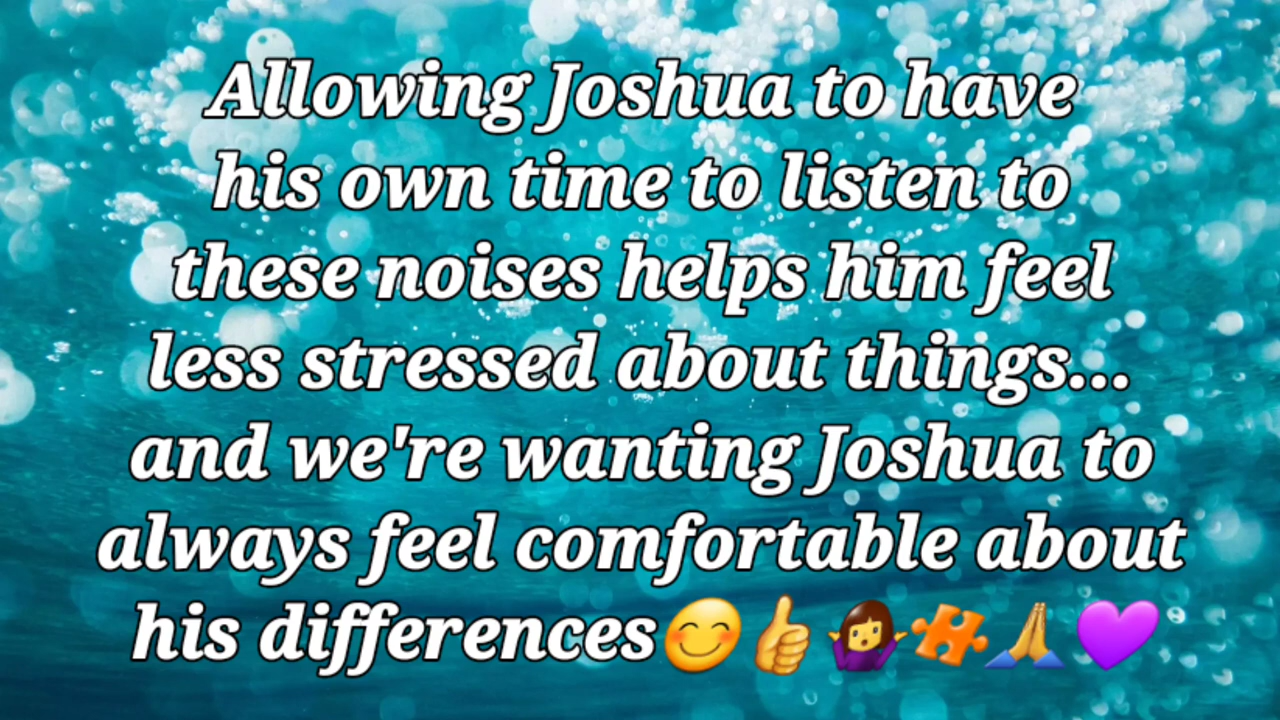 Allowing Joshua to have
his own time to listen to
these noises helps him feel
less stressed about things...
and we're wanting Joshua to
always feel comfortable about
his differences😊👍🤷‍♀️🧩🙏💜